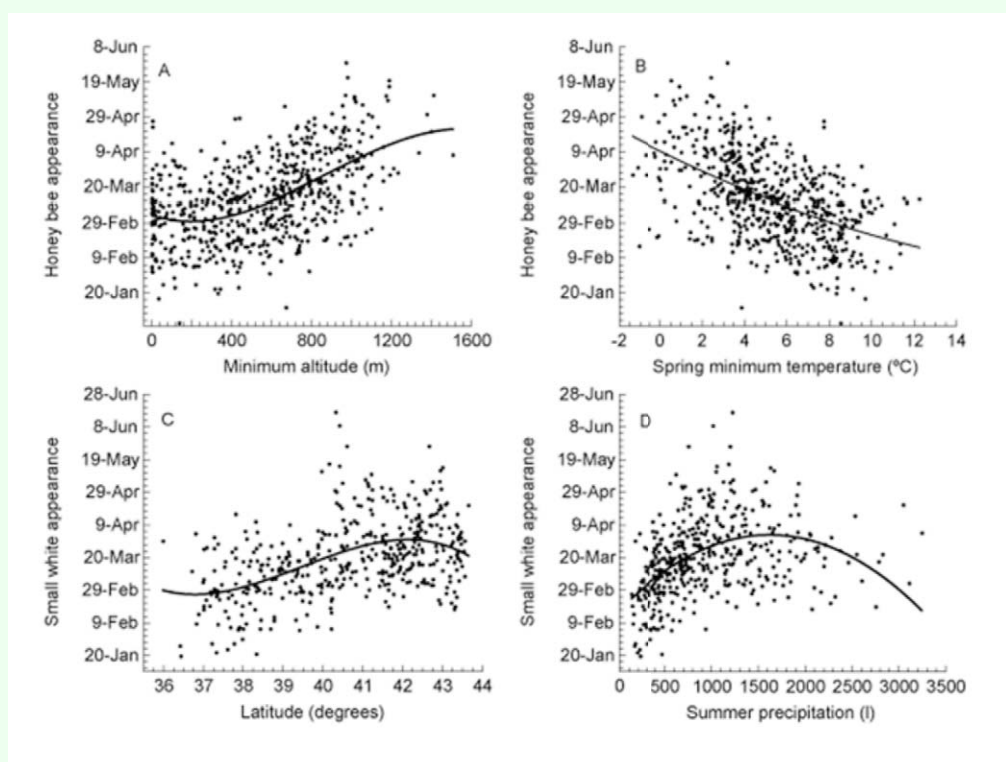 A
Honey bee appearance
8-Jun
19-May
29-Apr
9-Apr
20-Mar
29-Feb
9-Feb
20-Jan
0 400 800 1200 1600
Minimum altitude (m)
B
Honey bee appearance
8-Jun
19-May
29-Apr
9-Apr
20-Mar
29-Feb
9-Feb
20-Jan
-2 0 2 4 6 8 10 12 14
Spring minimum temperature (ºC)
C
Small white appearance
28-Jun
8-Jun
19-May
29-Apr
9-Apr
20-Mar
29-Feb
9-Feb
20-Jan
36 37 38 39 40 41 42 43 44
Latitude (degrees)
D
Small white appearance
28-Jun
8-Jun
19-May
29-Apr
9-Apr
20-Mar
29-Feb
9-Feb
20-Jan
0 500 1000 1500 2000 2500 3000 3500
Summer precipitation (l)